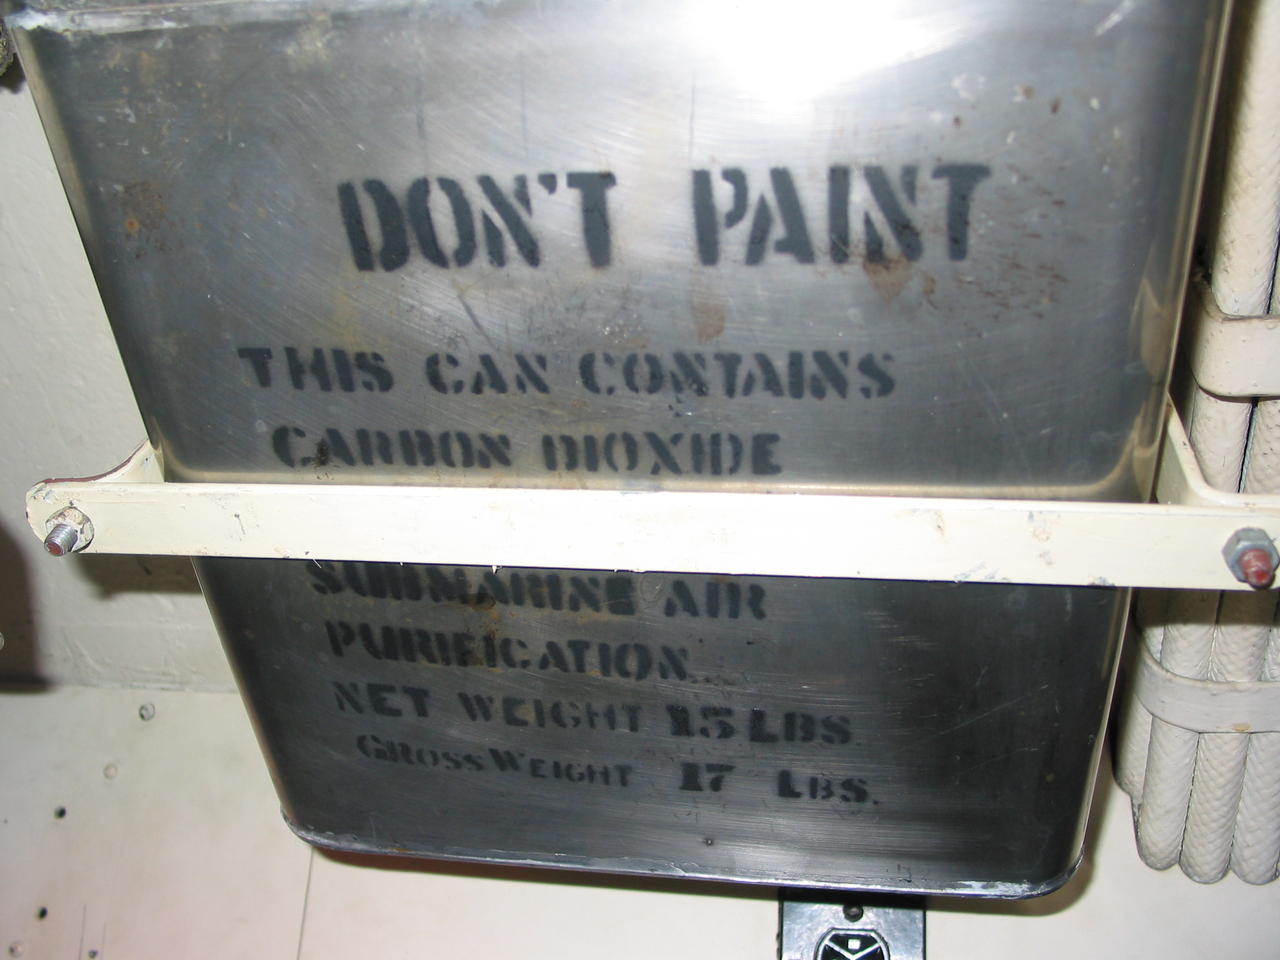 DON'T PAINT
THIS CAN CONTAINS
CARBON DIOXIDE
SUBMARINE AIR
PURIFICATION
NET WEIGHT 15 LBS.
GROSS WEIGHT 17 LBS.